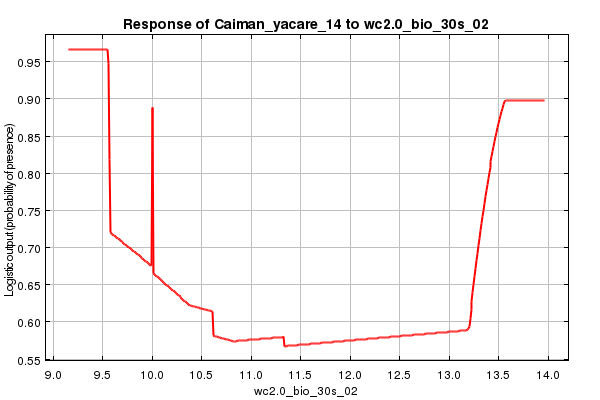 Response of Caiman_yacare_14 to wc2.0_bio_30s_02
Logistic output (probability of presence)
0.95
0.90
0.85
0.80
0.75
0.70
0.65
0.60
0.55
9.0 9.5 10.0 10.5 11.0 11.5 12.0 12.5 13.0 13.5 14.0
wc2.0_bio_30s_02